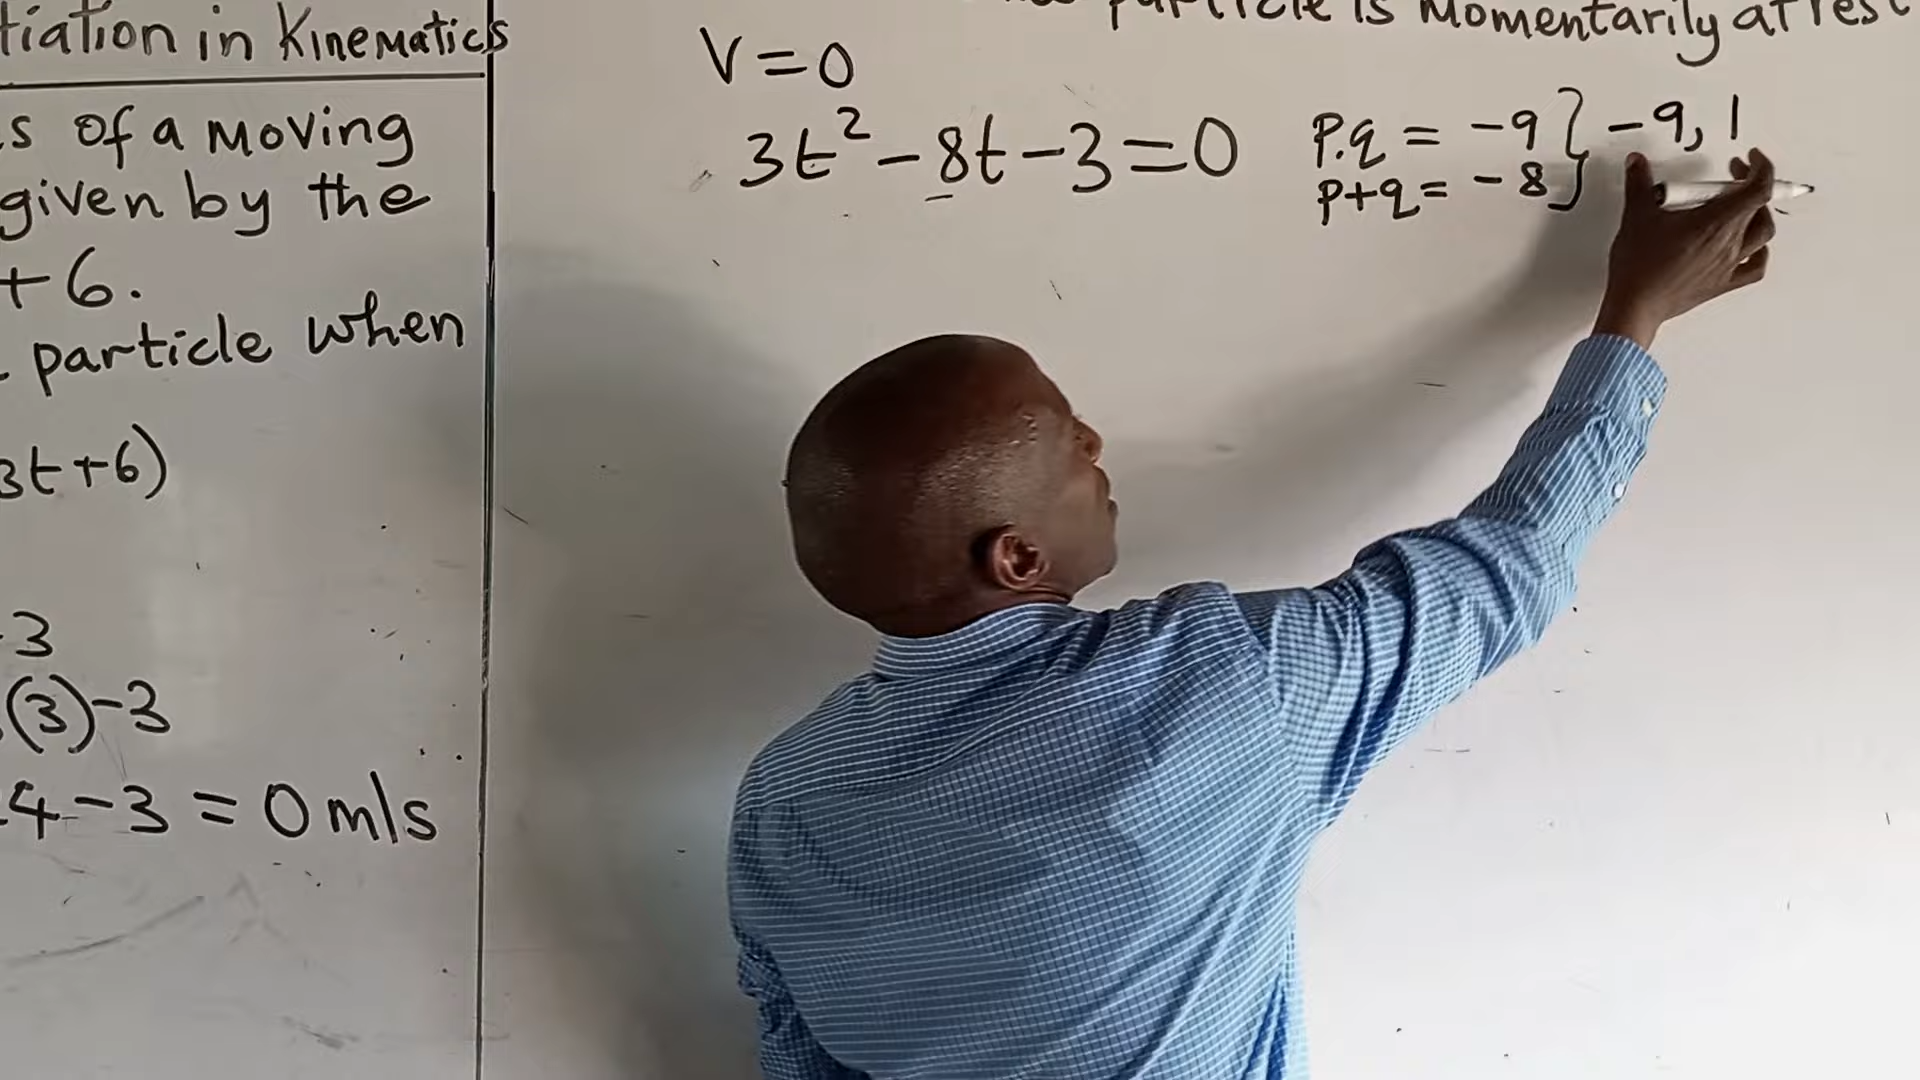 tiation in Kinematics
s of a moving
given by the
+6.
particle when
3t+6)
-3
(3)-3
4-3 = 0 m/s
particle is momentarily at rest
V=0
3t²-8t-3=0
p.q = -9 } -9, 1
p+q = -8